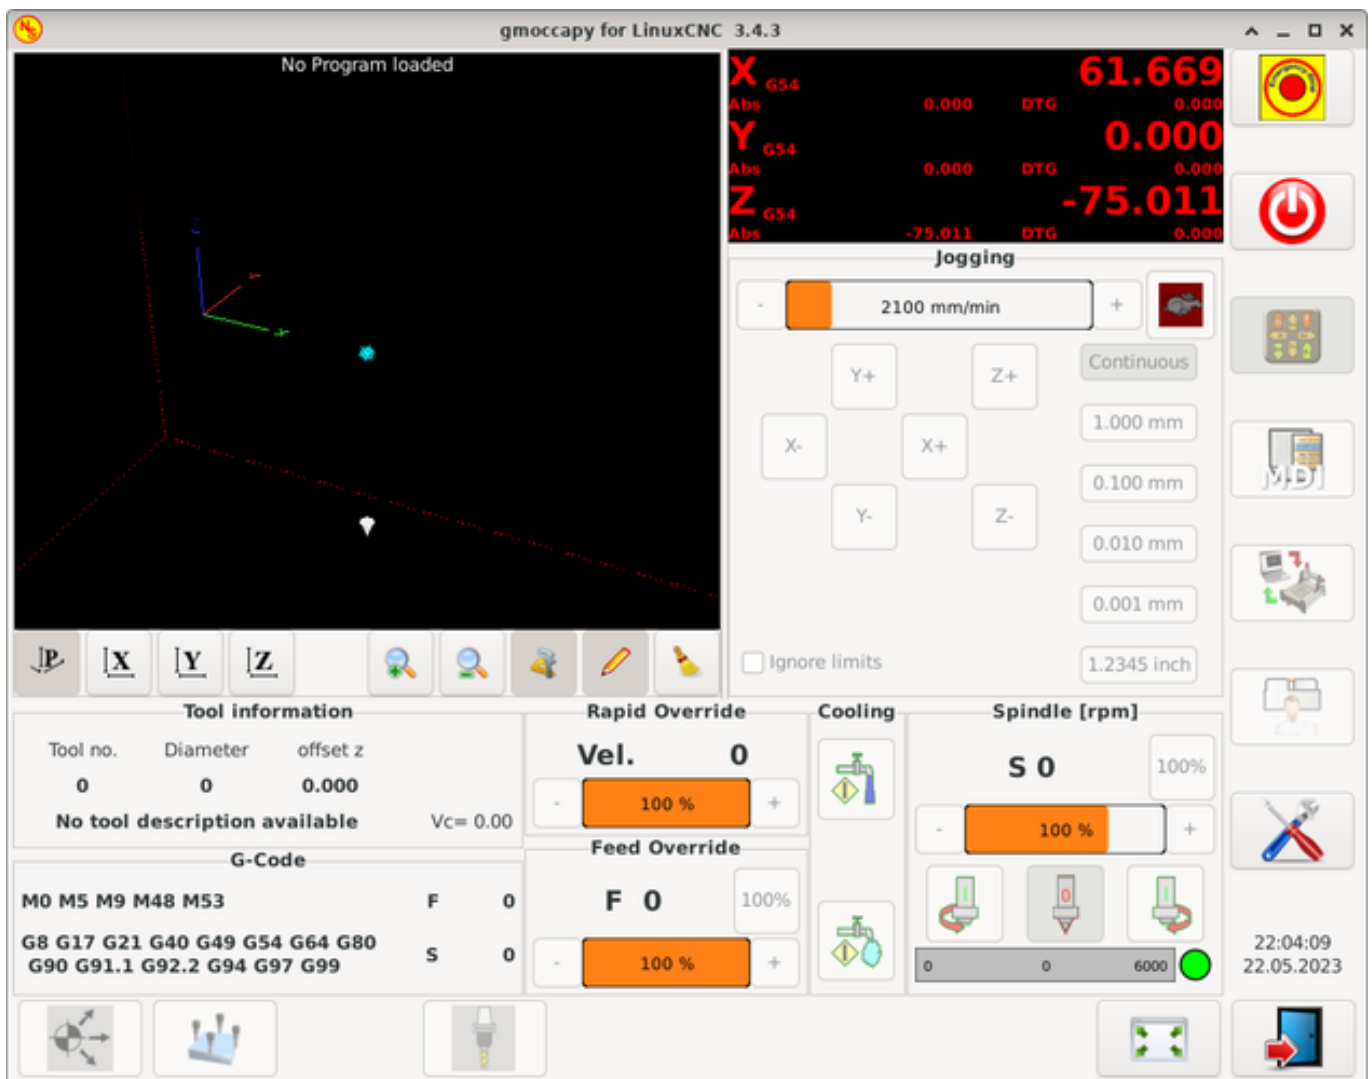 gmoccapy for LinuxCNC 3.4.3
No Program loaded
X G54 61.669
Abs 0.000 DTG 0.000
Y G54 0.000
Abs 0.000 DTG 0.000
Z G54 -75.011
Abs -75.011 DTG 0.000
Emergency Stop
Z
Y
X
Jogging
- 2100 mm/min +
Y+ Z+ Continuous
1.000 mm
X- X+
0.100 mm
Y- Z-
0.010 mm
0.001 mm
Ignore limits 1.2345 inch
MDI
P X Y Z
Tool information
Tool no. Diameter offset z
0 0 0.000
No tool description available Vc= 0.00
G-Code
M0 M5 M9 M48 M53 F 0
G8 G17 G21 G40 G49 G54 G64 G80
G90 G91.1 G92.2 G94 G97 G99
S 0
Rapid Override
Vel. 0
- 100 % +
Feed Override
F 0 100%
- 100 % +
Cooling
Spindle [rpm]
S 0 100%
- 100 % +
I 0 I
0 0 6000
22:04:09
22.05.2023